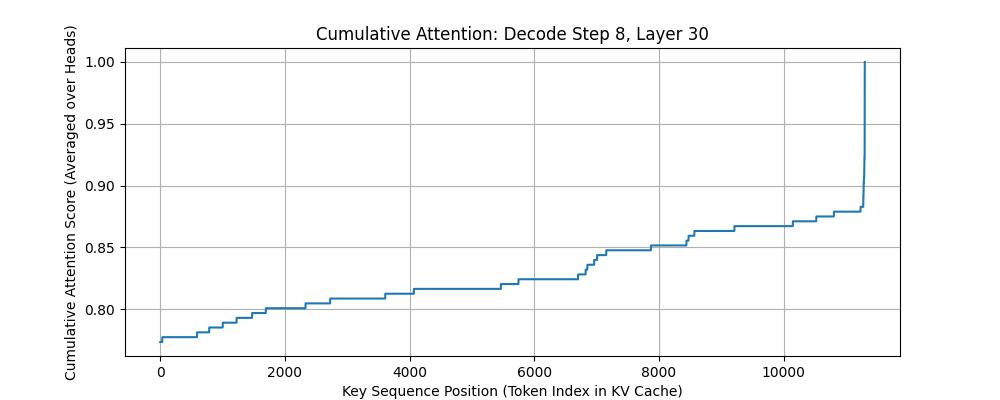 Cumulative Attention: Decode Step 8, Layer 30
Cumulative Attention Score (Averaged over Heads)
1.00
0.95
0.90
0.85
0.80
0 2000 4000 6000 8000 10000
Key Sequence Position (Token Index in KV Cache)